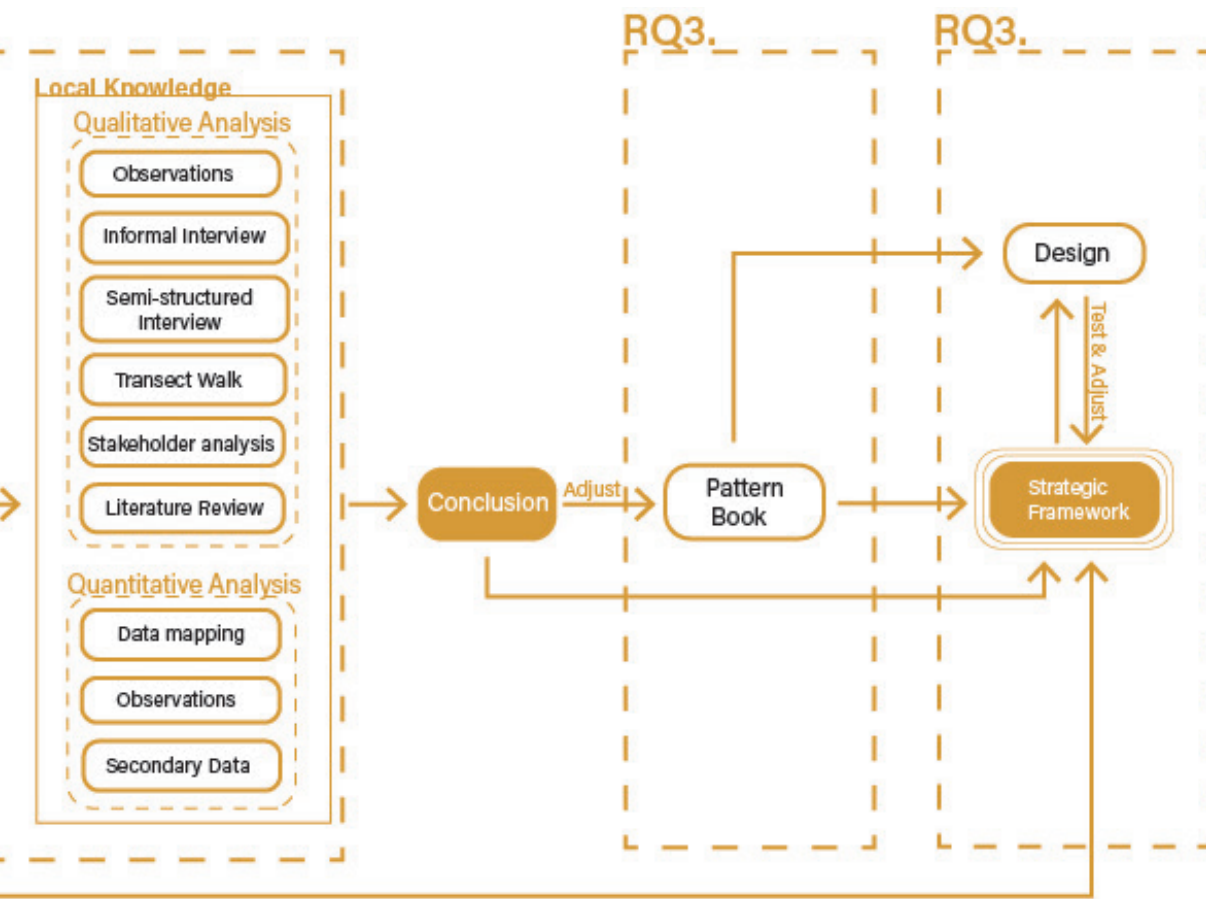 RQ3.
RQ3.
Local Knowledge
Qualitative Analysis
Observations
Informal Interview
Semi-structured
Interview
Transect Walk
Stakeholder analysis
Literature Review
Quantitative Analysis
Data mapping
Observations
Secondary Data
Conclusion
Adjust
Pattern
Book
Design
Test & Adjust
Strategic
Framework